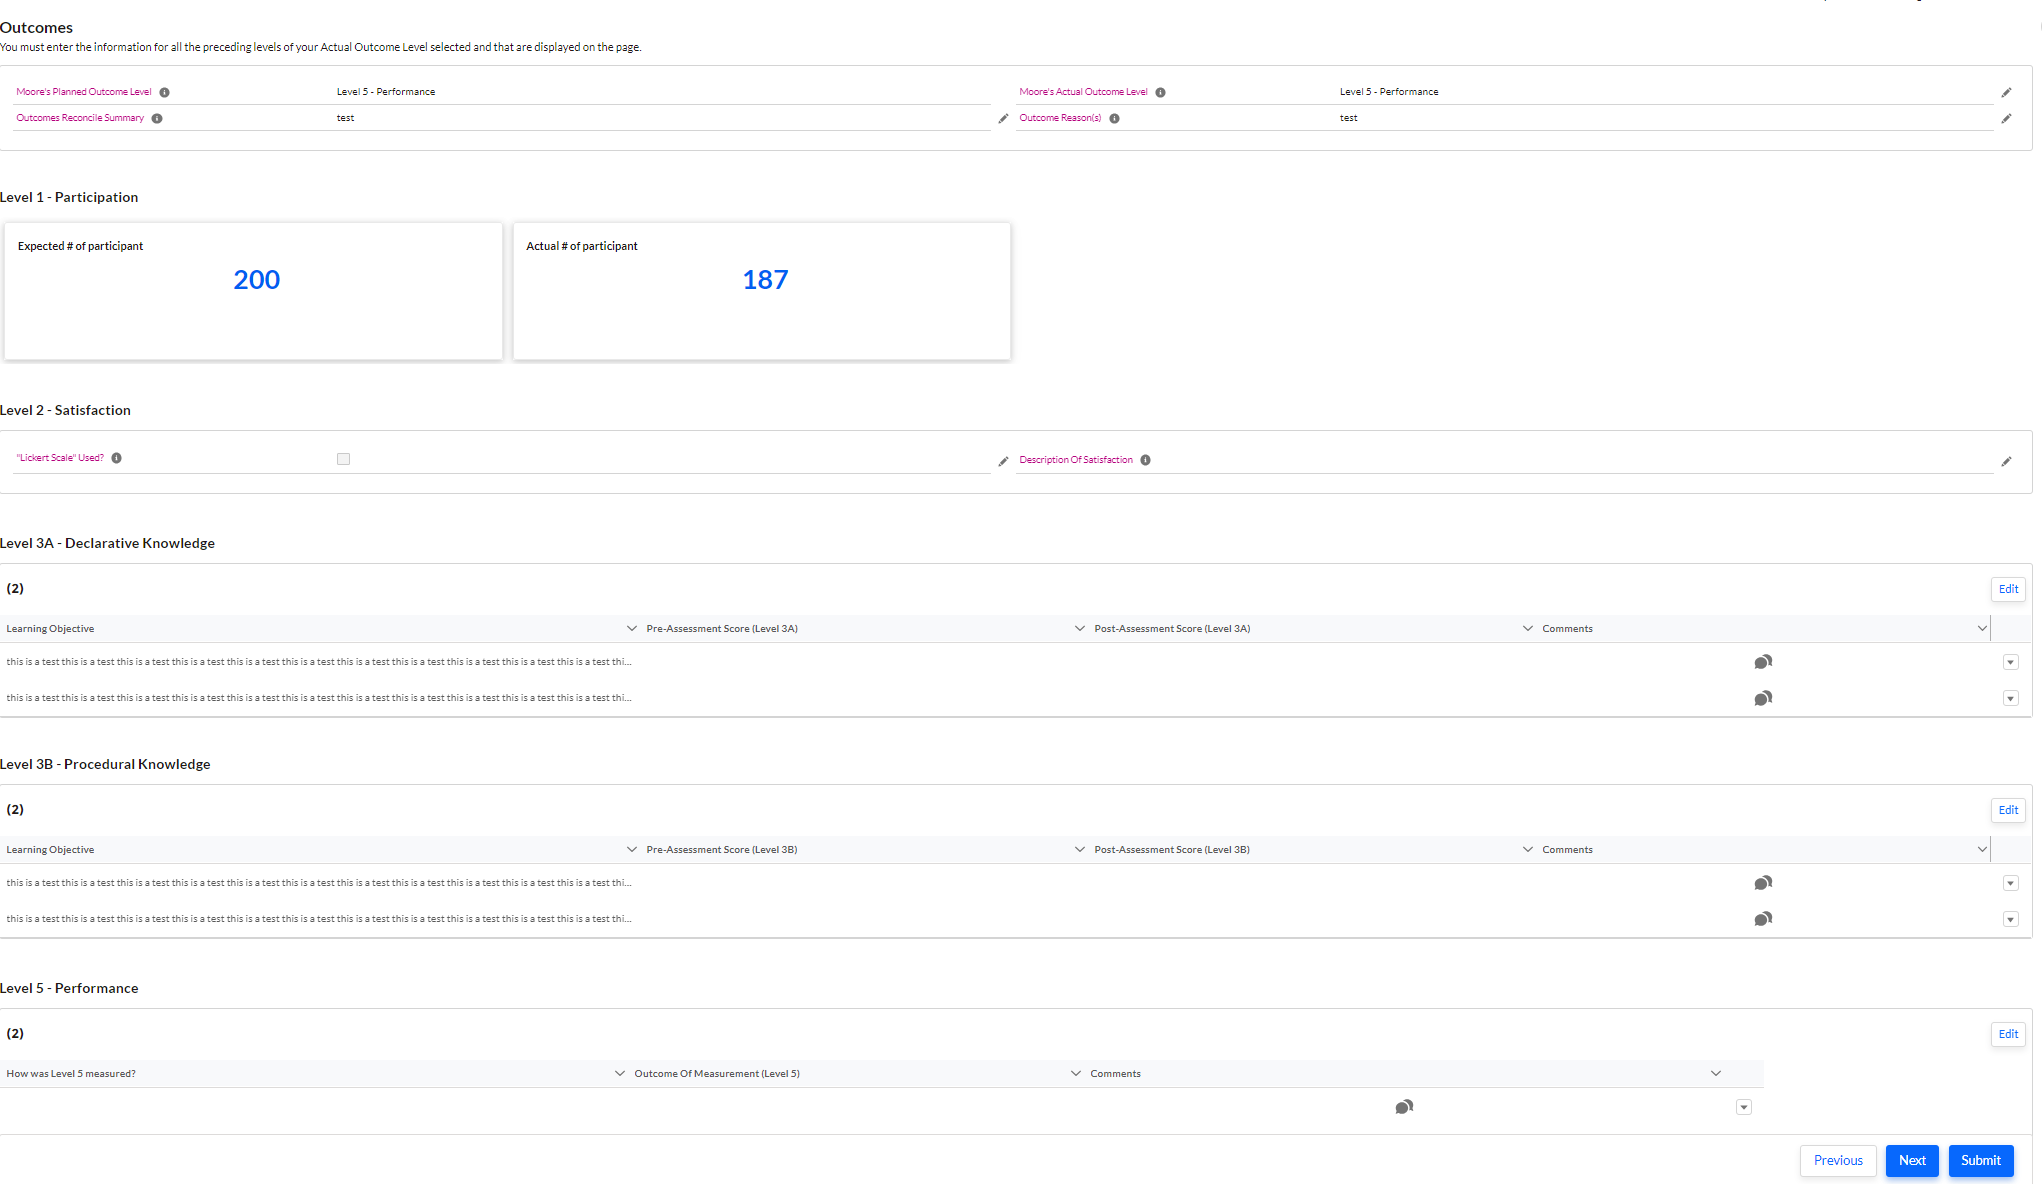 Outcomes
You must enter the information for all the preceding levels of your Actual Outcome Level selected and that are displayed on the page.
Moore's Planned Outcome Level Level 5 - Performance Moore's Actual Outcome Level Level 5 - Performance
Outcomes Reconcile Summary test Outcome Reason(s) test
Level 1 - Participation
Expected # of participant Actual # of participant
200 187
Level 2 - Satisfaction
"Lickert Scale" Used? Description Of Satisfaction
Level 3A - Declarative Knowledge
(2) Edit
Learning Objective Pre-Assessment Score (Level 3A) Post-Assessment Score (Level 3A) Comments
this is a test this is a test this is a test this is a test this is a test this is a test this is a test this is a test this is a test this is a test this is a test thi...
this is a test this is a test this is a test this is a test this is a test this is a test this is a test this is a test this is a test this is a test this is a test thi...
Level 3B - Procedural Knowledge
(2) Edit
Learning Objective Pre-Assessment Score (Level 3B) Post-Assessment Score (Level 3B) Comments
this is a test this is a test this is a test this is a test this is a test this is a test this is a test this is a test this is a test this is a test this is a test thi...
this is a test this is a test this is a test this is a test this is a test this is a test this is a test this is a test this is a test this is a test this is a test thi...
Level 5 - Performance
(2) Edit
How was Level 5 measured? Outcome Of Measurement (Level 5) Comments
Previous Next Submit